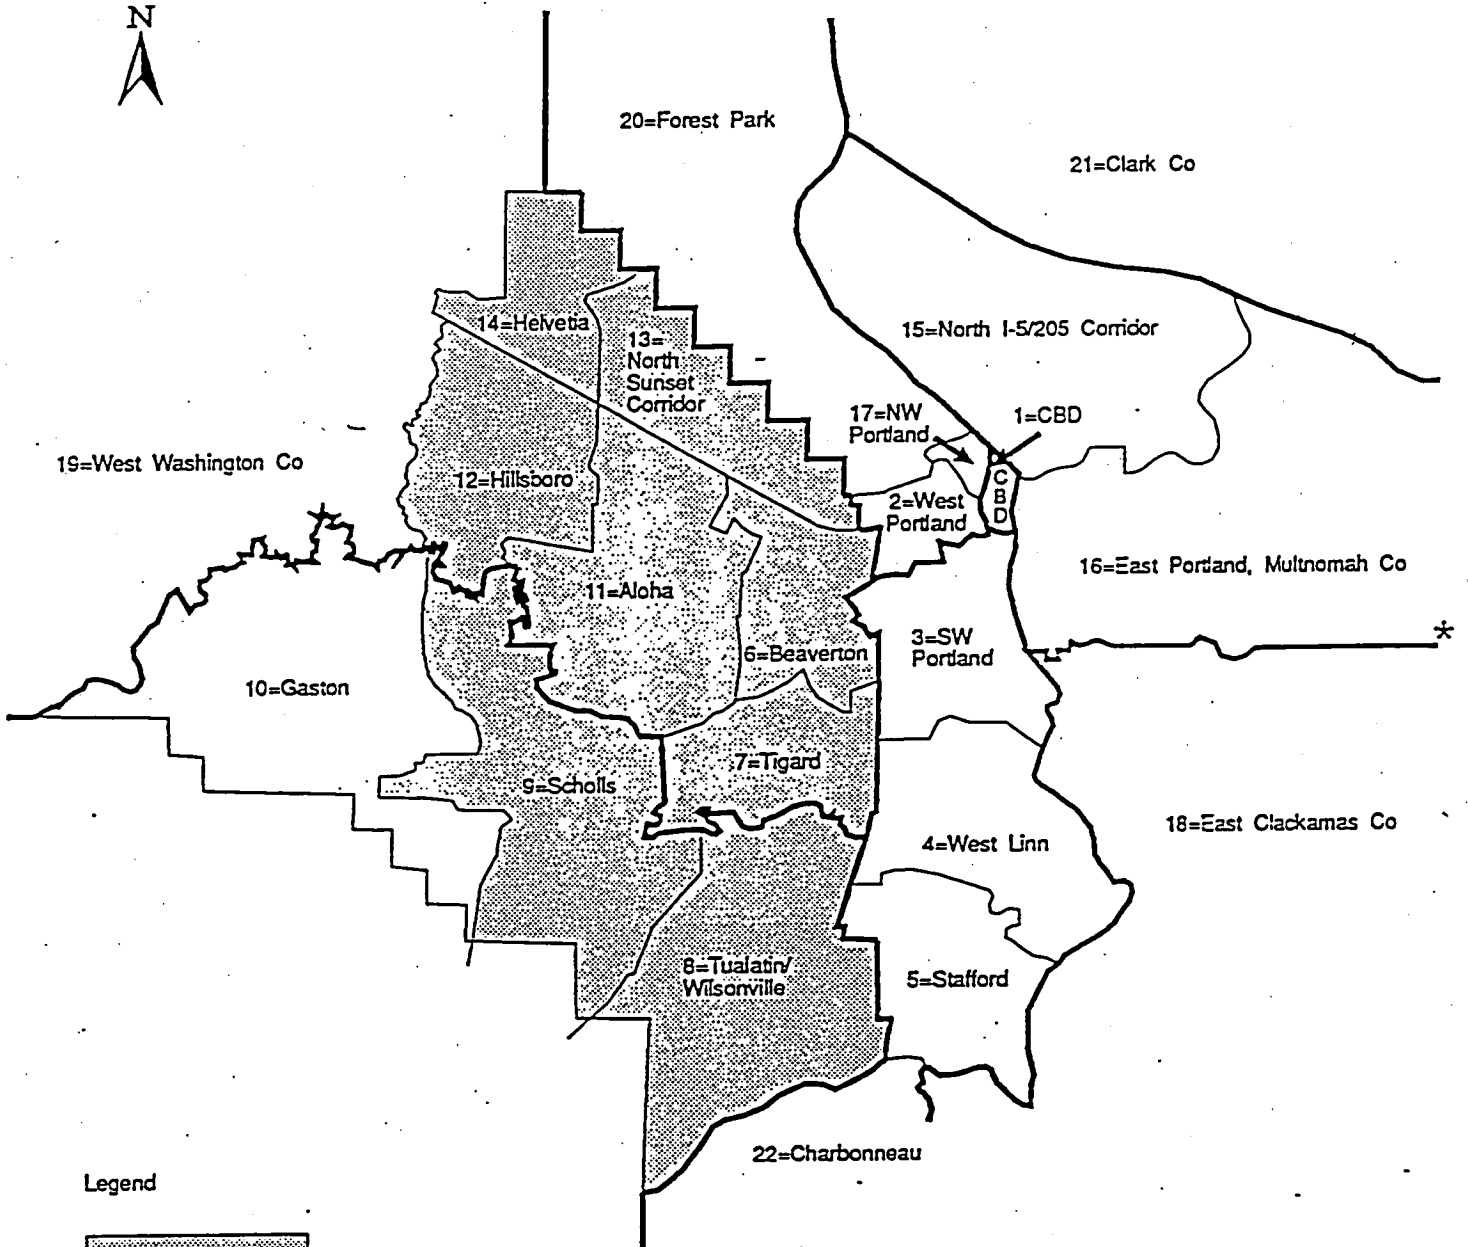 N
20=Forest Park
21=Clark Co
14=Helvetia
13=
North
Sunset
Corridor
15=North I-5/205 Corridor
17=NW
Portland
1=CBD
19=West Washington Co
12=Hillsboro
2=West
Portland
C
B
D
16=East Portland, Multnomah Co
11=Aloha
3=SW
Portland
6=Beaverton
10=Gaston
7=Tigard
9=Scholls
18=East Clackamas Co
4=West Linn
8=Tualatin/
Wilsonville
5=Stafford
22=Charbonneau
Legend